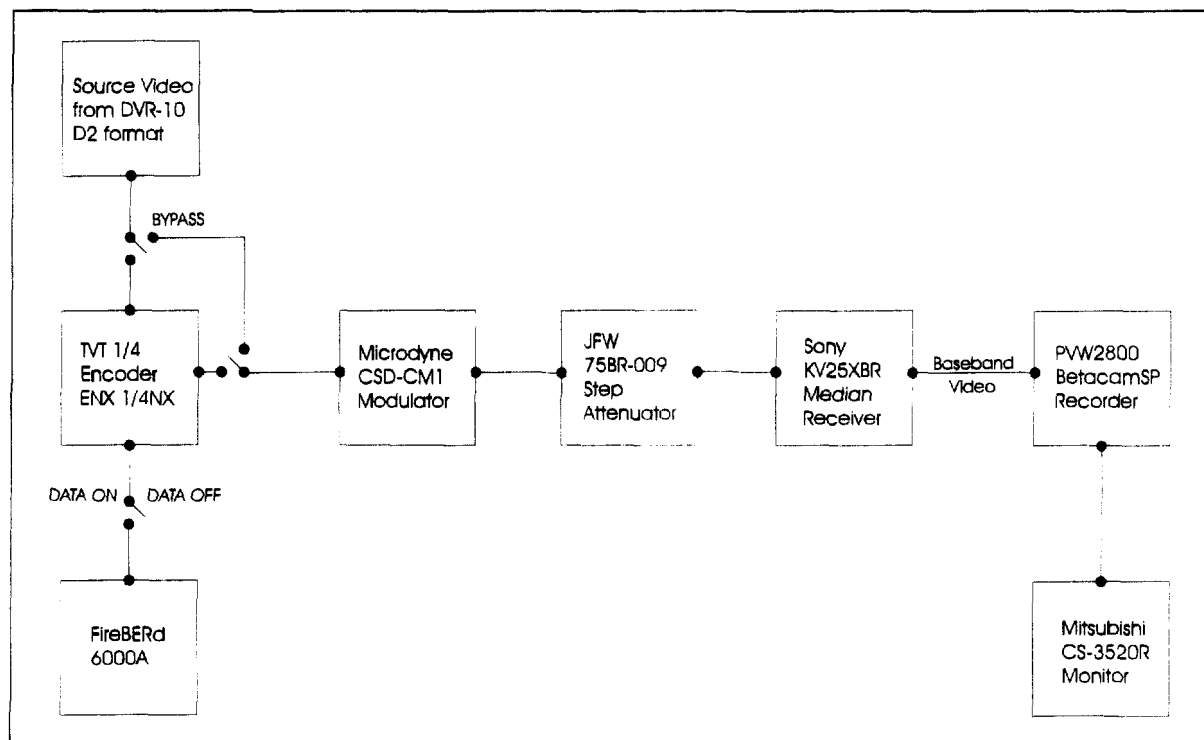 Source Video
from DVR-10
D2 format
BYPASS
TVT 1/4
Encoder
ENX 1/4NX
Microdyne
CSD-CM1
Modulator
JFW
75BR-009
Step
Attenuator
Sony
KV25XBR
Median
Receiver
Baseband
Video
PVW2800
BetacamSP
Recorder
DATA ON
DATA OFF
FireBERd
6000A
Mitsubishi
CS-3520R
Monitor